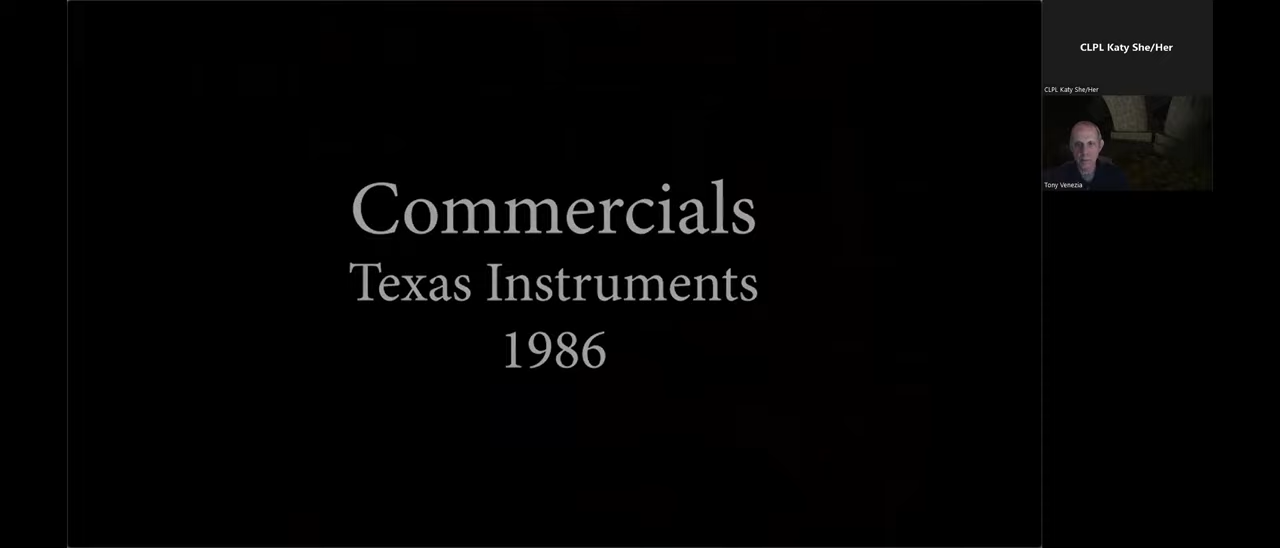 Commercials
Texas Instruments
1986
CLPL Katy She/Her
CLPL Katy She/Her
Tony Venezia